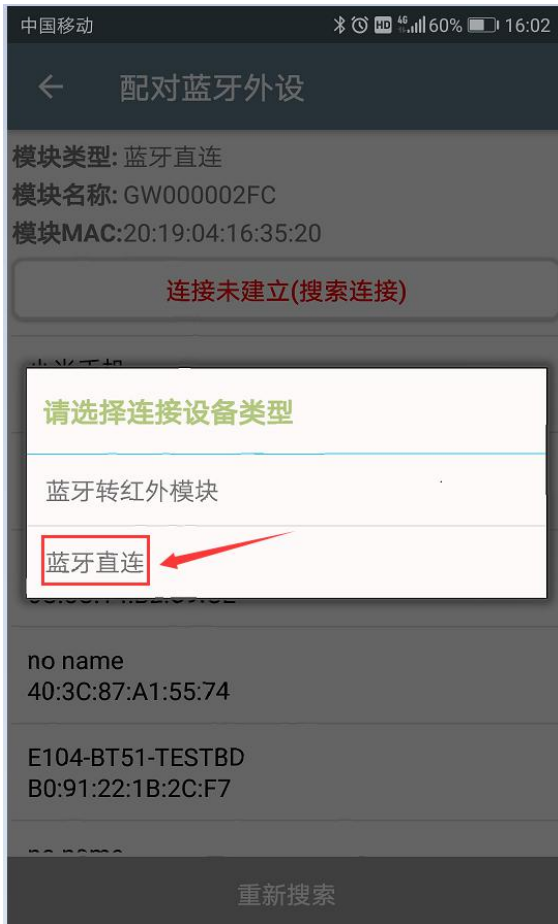 中国移动
HD 4G 60% 16:02
← 配对蓝牙外设
模块类型: 蓝牙直连
模块名称: GW000002FC
模块MAC:20:19:04:16:35:20
连接未建立(搜索连接)
请选择连接设备类型
蓝牙转红外模块
蓝牙直连
no name
40:3C:87:A1:55:74
E104-BT51-TESTBD
B0:91:22:1B:2C:F7
no name
重新搜索